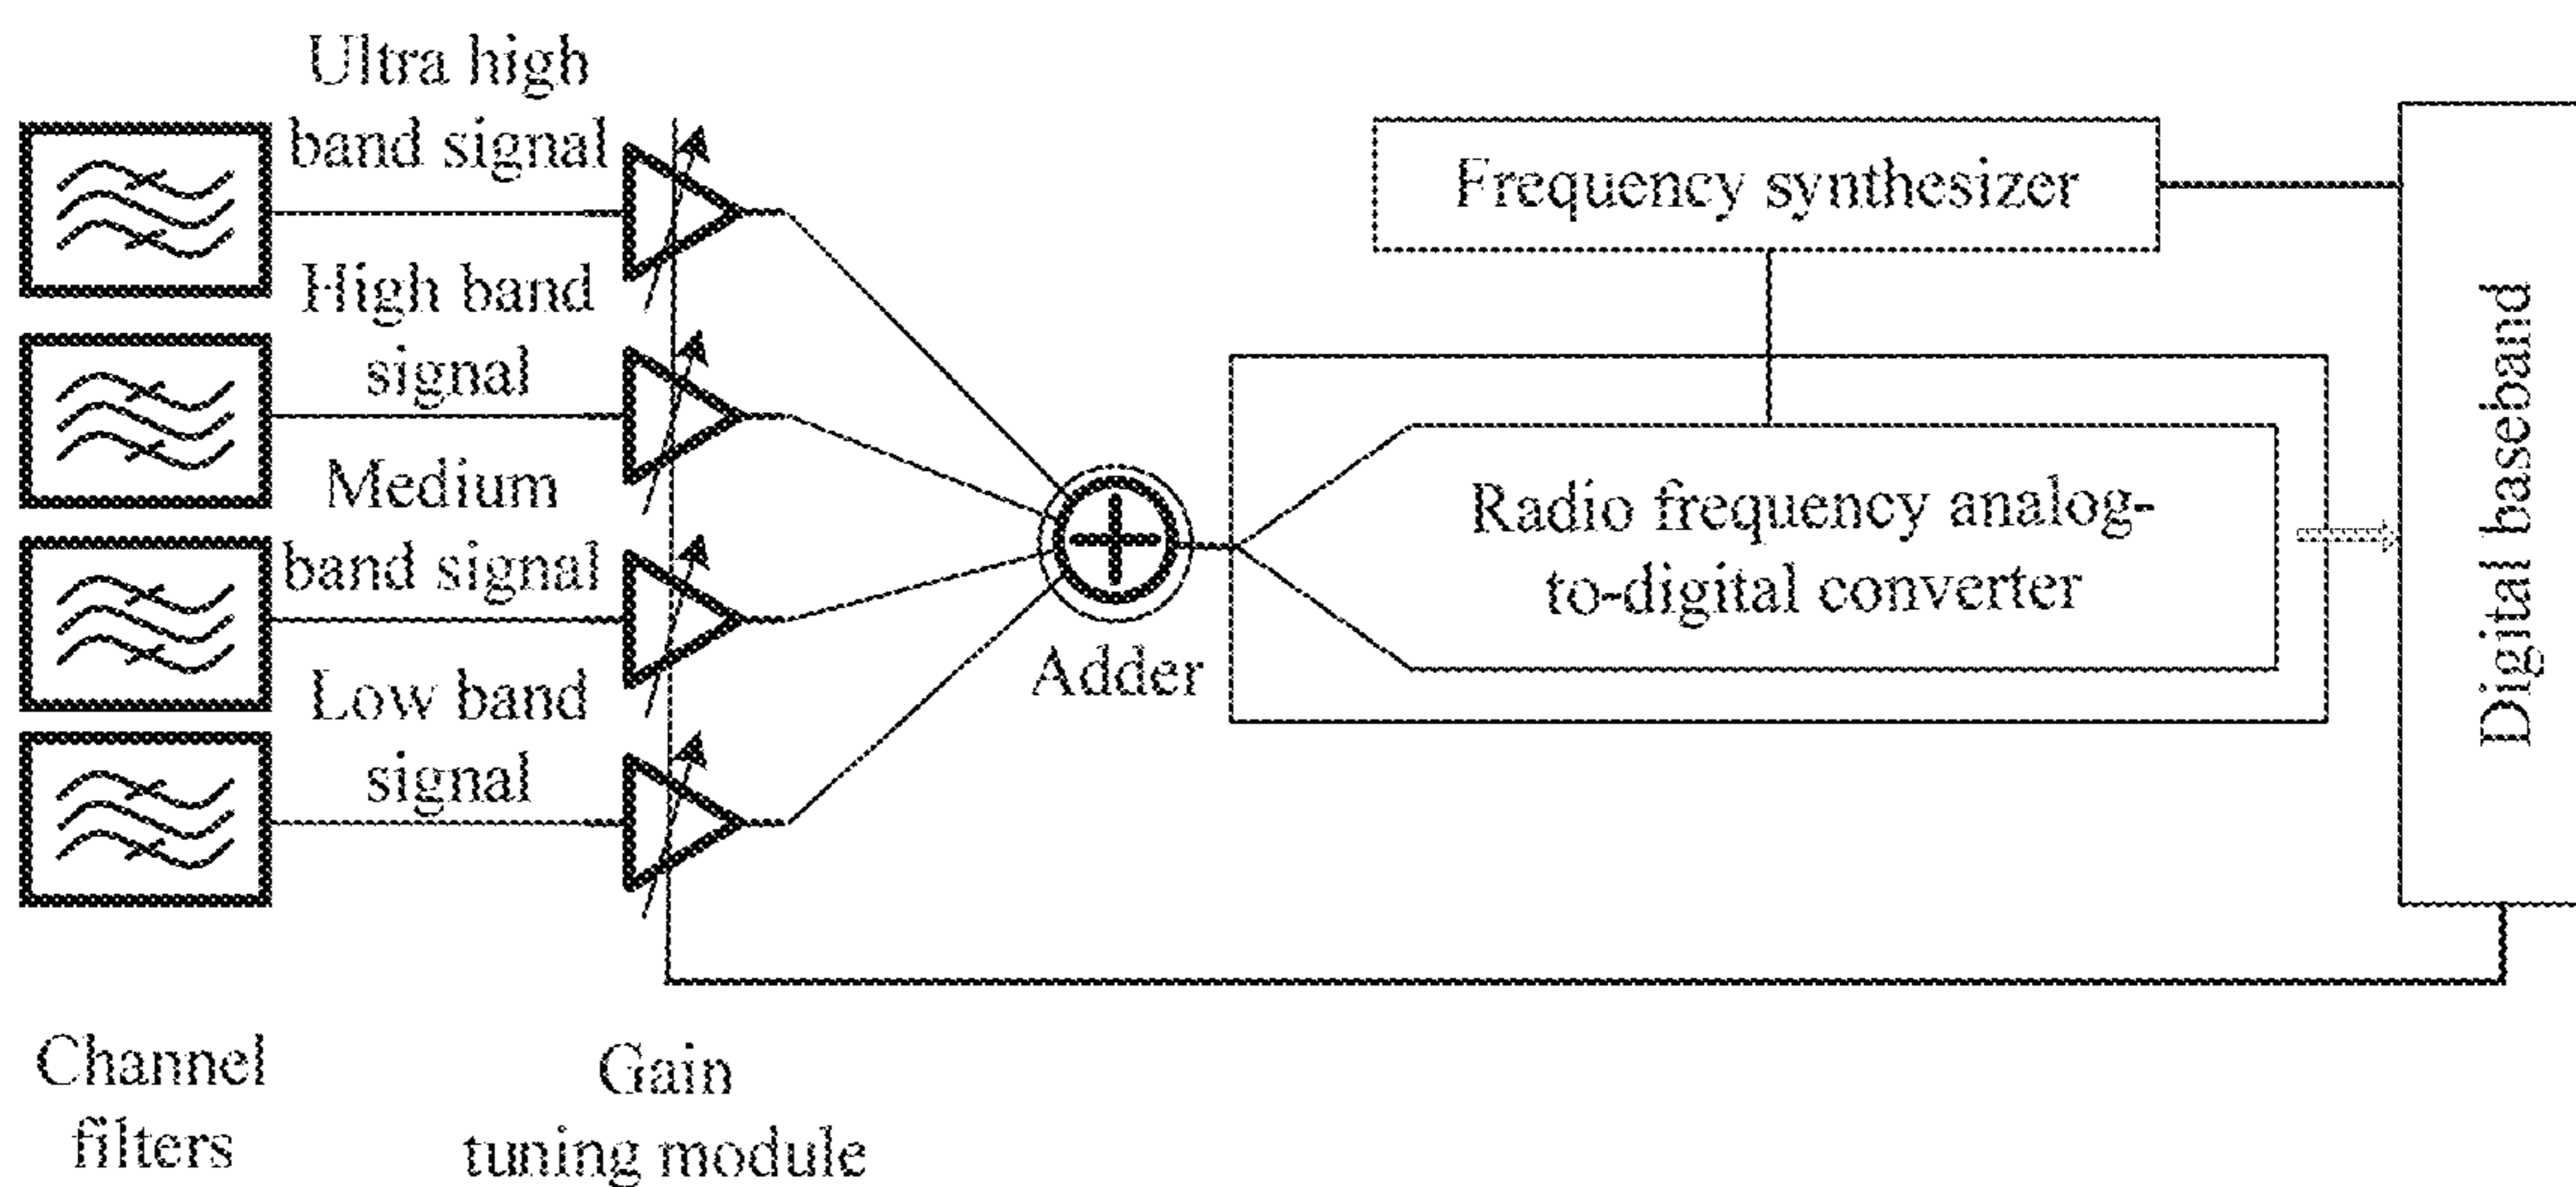 Ultra high
band signal
High band
signal
Medium
band signal
Low band
signal
Channel
filters
Gain
tuning module
Adder
Frequency synthesizer
Radio frequency analog-
to-digital converter
Digital baseband